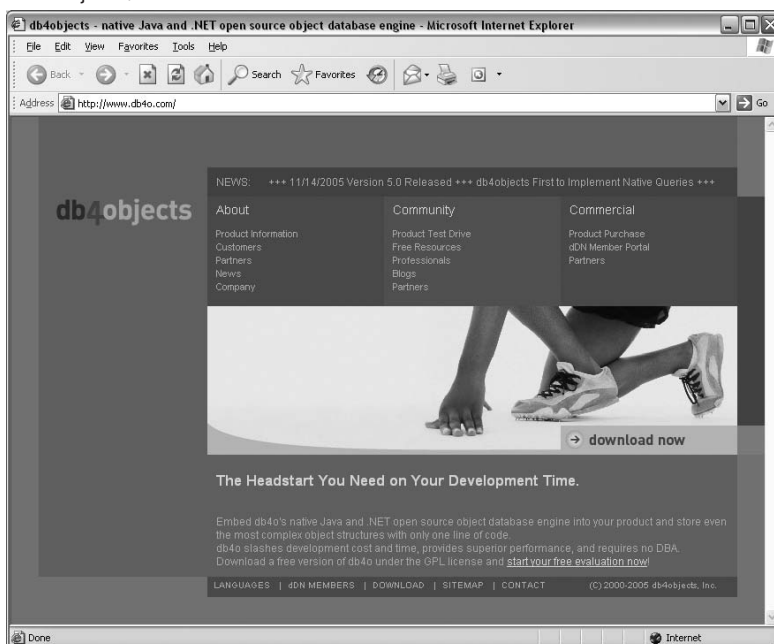 db4objects - native Java and .NET open source object database engine - Microsoft Internet Explorer
File Edit View Favorites Tools Help
Back Search Favorites
Address http://www.db4o.com/ Go
NEWS: +++ 11/14/2005 Version 5.0 Released +++ db4objects First to Implement Native Queries +++
db4objects
About
Product Information
Customers
Partners
News
Company
Community
Product Test Drive
Free Resources
Professionals
Blogs
Partners
Commercial
Product Purchase
dDN Member Portal
Partners
download now
The Headstart You Need on Your Development Time.
Embed db4o's native Java and .NET open source object database engine into your product and store even
the most complex object structures with only one line of code.
db4o slashes development cost and time, provides superior performance, and requires no DBA.
Download a free version of db4o under the GPL license and start your free evaluation now!
LANGUAGES | dDN MEMBERS | DOWNLOAD | SITEMAP | CONTACT (C) 2000-2005 db4objects, Inc.
Done Internet